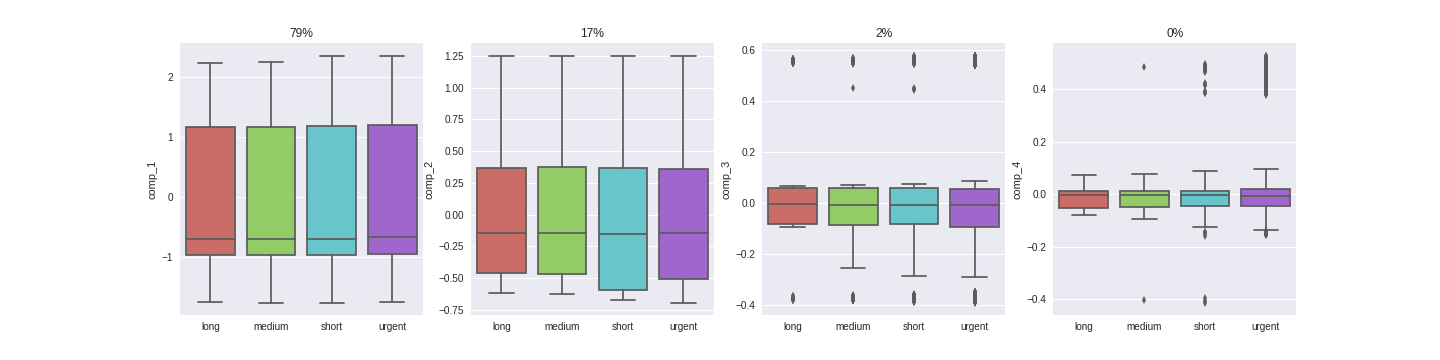 79%
17%
2%
0%
comp_1
2
1
0
−1
long
medium
short
urgent
comp_2
1.25
1.00
0.75
0.50
0.25
0.00
−0.25
−0.50
−0.75
long
medium
short
urgent
comp_3
0.6
0.4
0.2
0.0
−0.2
−0.4
long
medium
short
urgent
comp_4
0.4
0.2
0.0
−0.2
−0.4
long
medium
short
urgent